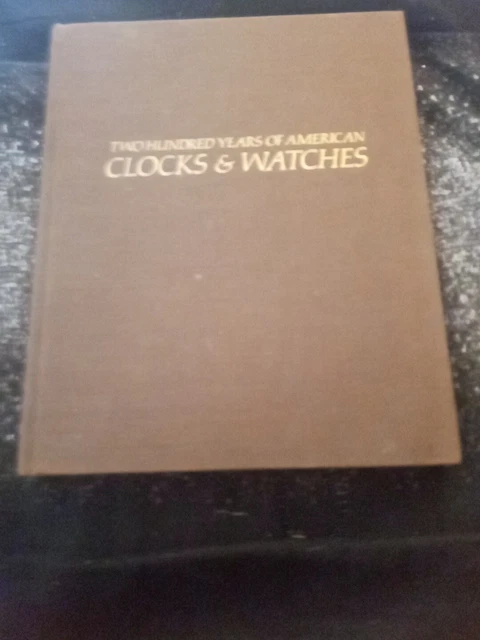 TWO HUNDRED YEARS OF AMERICAN
CLOCKS & WATCHES